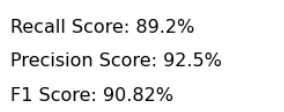 Recall Score: 89.2%
Precision Score: 92.5%
F1 Score: 90.82%